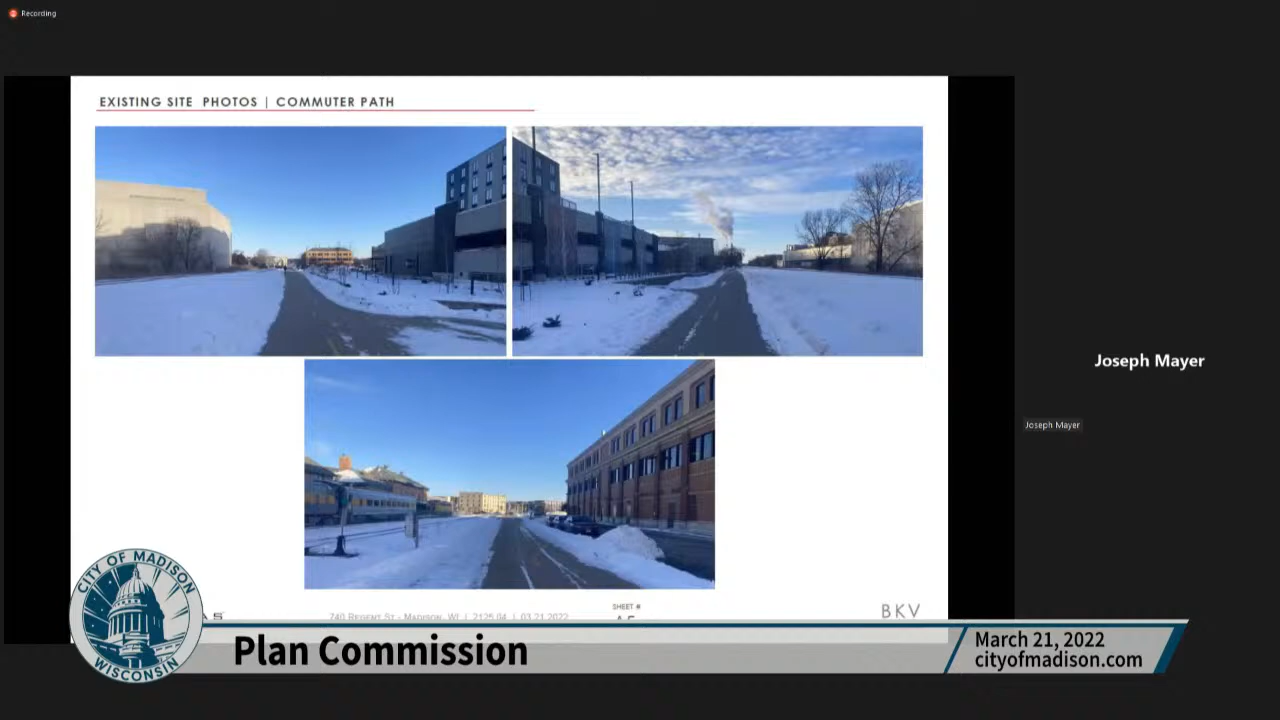 Recording
EXISTING SITE PHOTOS | COMMUTER PATH
Joseph Mayer
Joseph Mayer
740 REGENT ST - MADISON, WI | 2125.04 | 03.21.2022
SHEET #
BKV
CITY OF MADISON
WISCONSIN
Plan Commission
March 21, 2022
cityofmadison.com